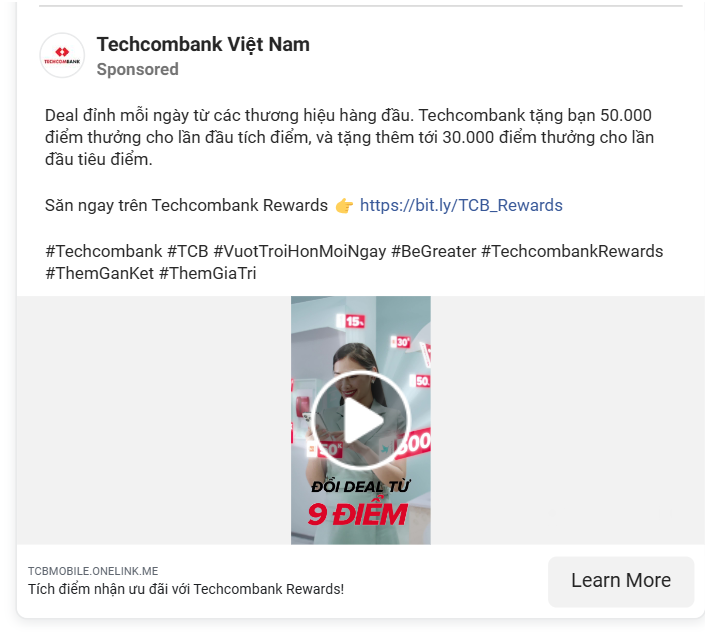 Techcombank Việt Nam
TECHCOMBANK
Sponsored
Deal đỉnh mỗi ngày từ các thương hiệu hàng đầu. Techcombank tặng bạn 50.000
điểm thưởng cho lần đầu tích điểm, và tặng thêm tới 30.000 điểm thưởng cho lần
đầu tiêu điểm.
Săn ngay trên Techcombank Rewards 👉 https://bit.ly/TCB_Rewards
#Techcombank #TCB #VuotTroiHonMoiNgay #BeGreater #TechcombankRewards
#ThemGanKet #ThemGiaTri
15%
30%
50
ĐỔI DEAL TỪ
9 ĐIỂM
TCBMOBILE.ONELINK.ME
Tích điểm nhận ưu đãi với Techcombank Rewards!
Learn More